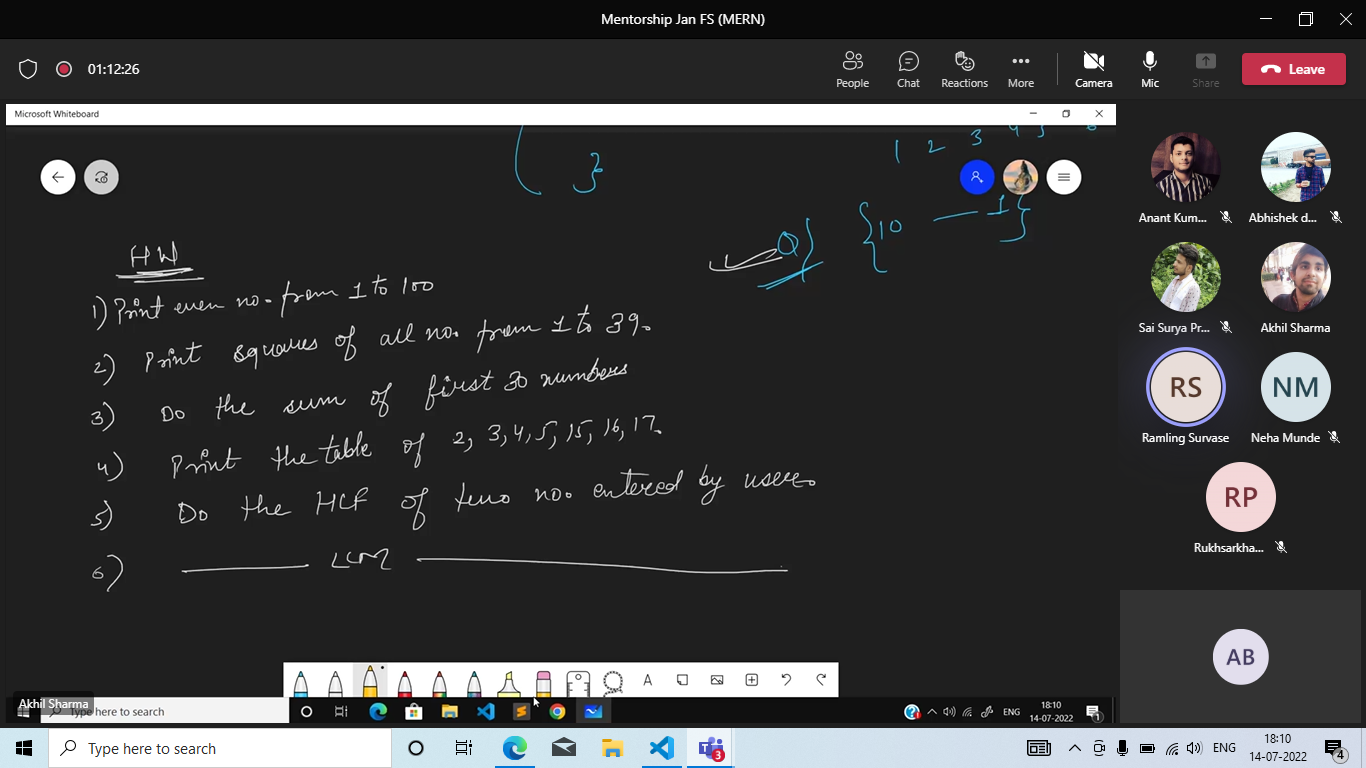 Mentorship Jan FS (MERN)
01:12:26
People
Chat
Reactions
More
Camera
Mic
Share
Leave
Microsoft Whiteboard
}
1 2 3 4 5 6
Q) {10 — 1}
HW
1) Print even no. from 1 to 100
2) Print squares of all no. from 1 to 39.
3) Do the sum of first 30 numbers
4) Print the table of 2, 3, 4, 5, 15, 16, 17.
5) Do the HCF of two no. entered by user.
6) ——— LCM ———
Anant Kum...
Abhishek d...
Sai Surya Pr...
Akhil Sharma
RS
NM
Ramling Survase
Neha Munde
RP
Rukhsarkha...
AB
A
Akhil Sharma
Type here to search
ENG
18:10
14-07-2022
1
Type here to search
3
ENG
18:10
14-07-2022
4